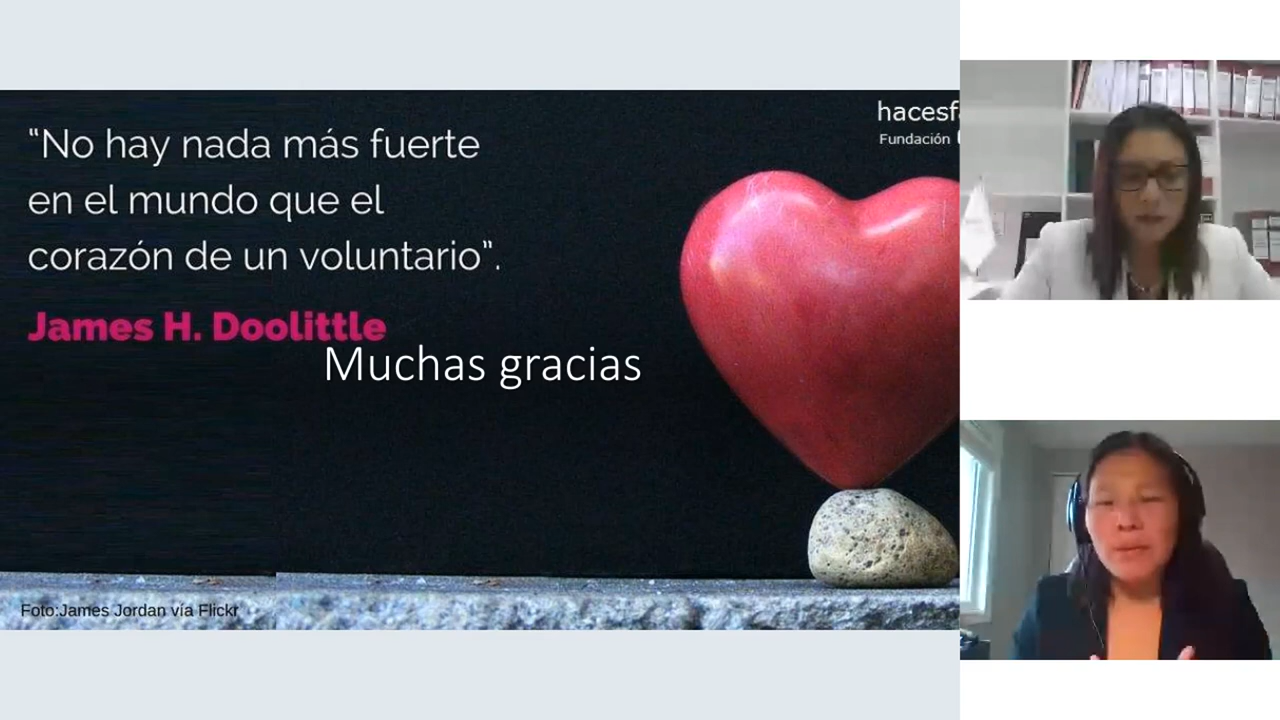 “No hay nada más fuerte
en el mundo que el
corazón de un voluntario”.
James H. Doolittle
Muchas gracias
hacesf
Fundación
Foto:James Jordan vía Flickr